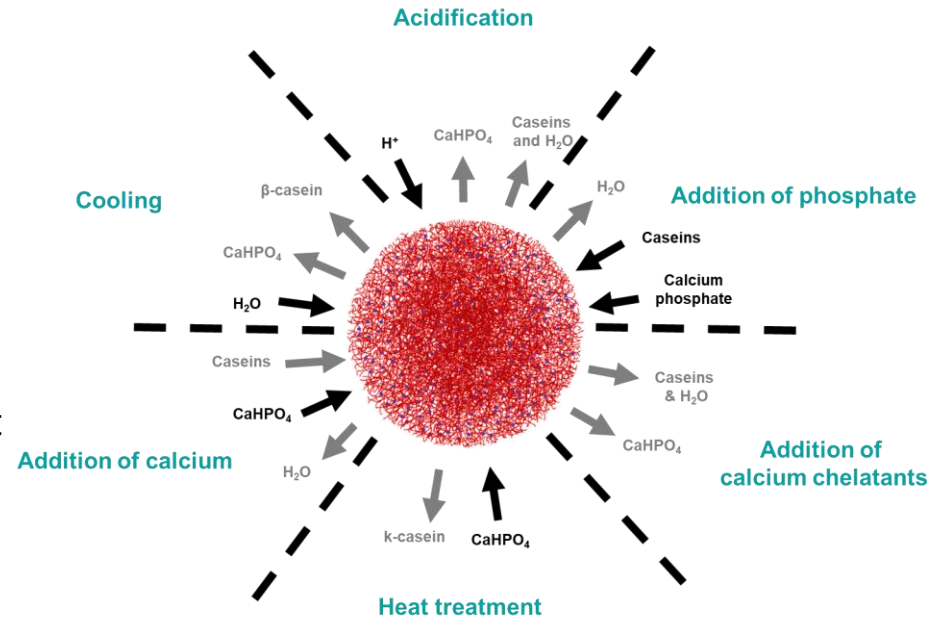 Acidification
H⁺
CaHPO₄
Caseins
and H₂O
Cooling
β-casein
CaHPO₄
H₂O
H₂O
Addition of phosphate
Caseins
Calcium
phosphate
Caseins
CaHPO₄
H₂O
Addition of calcium
Caseins
& H₂O
CaHPO₄
Addition of
calcium chelatants
k-casein
CaHPO₄
Heat treatment